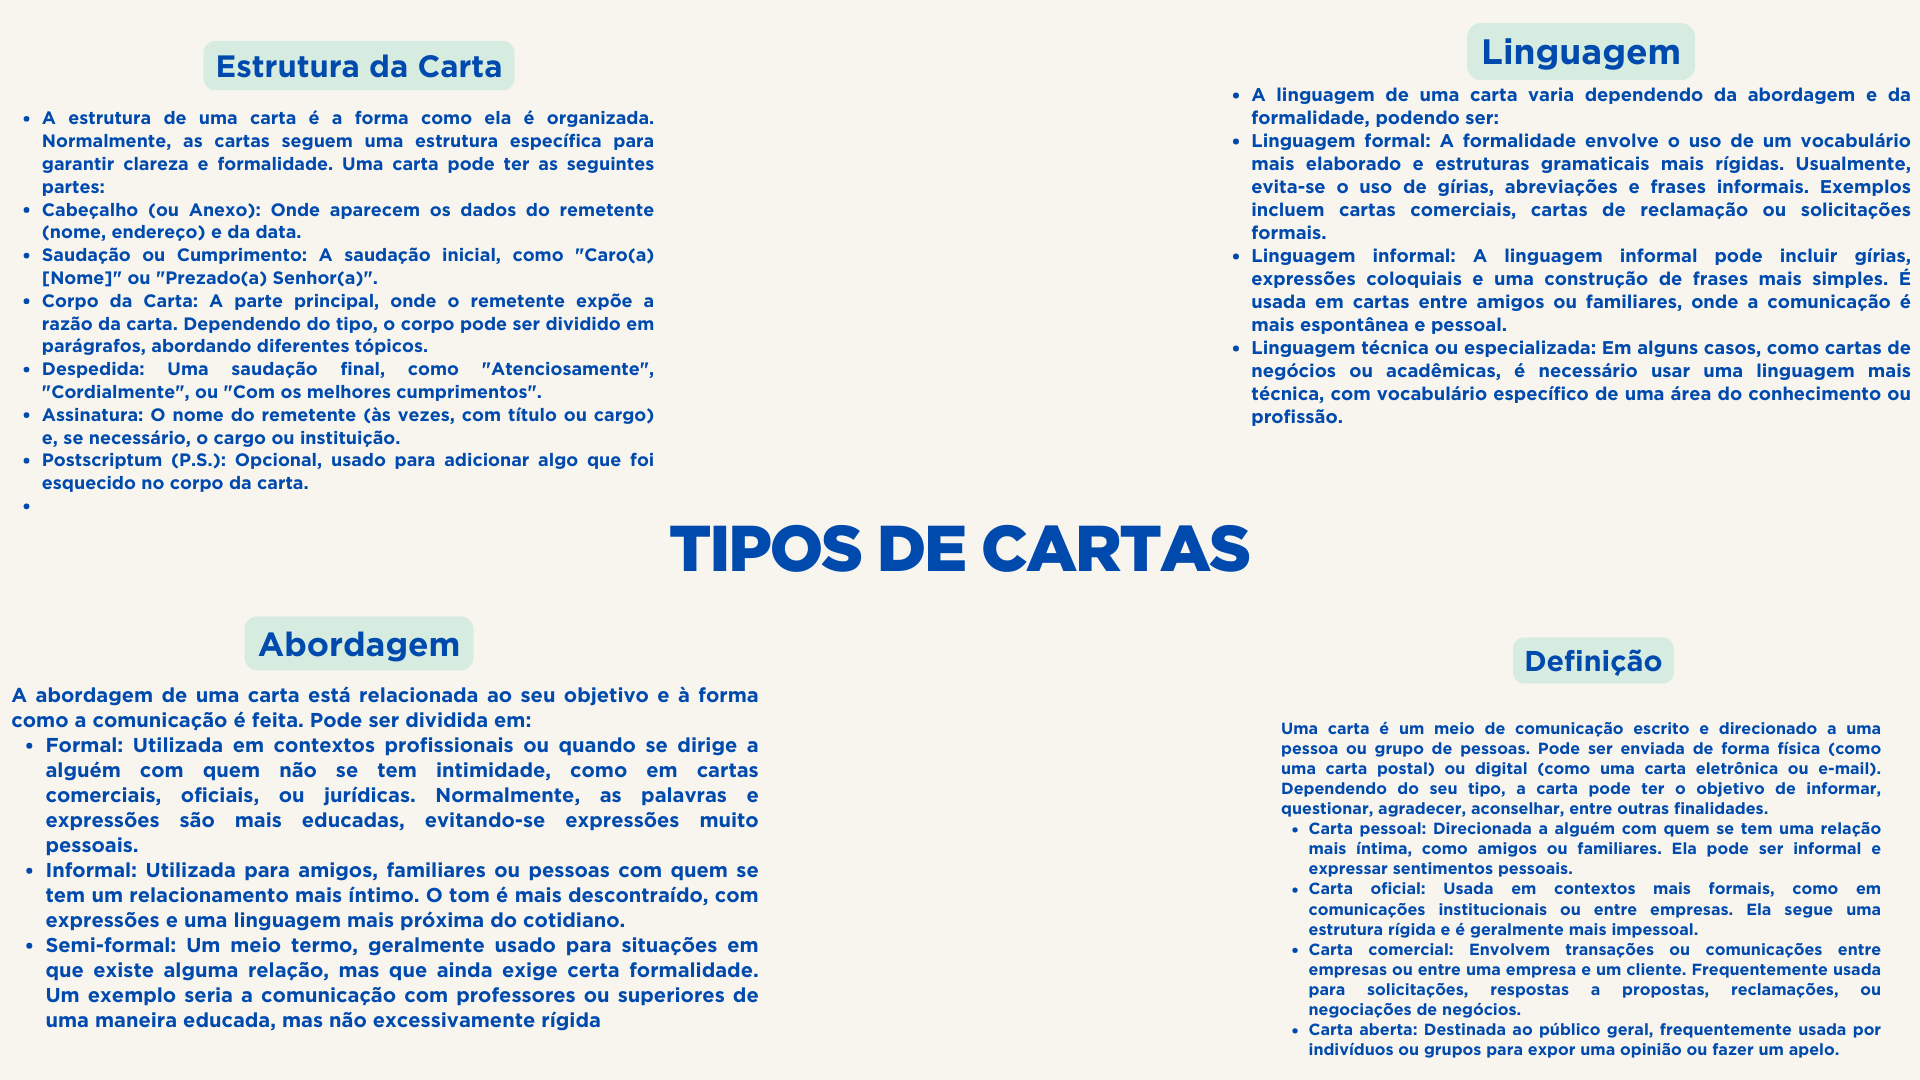 Estrutura da Carta
• A estrutura de uma carta é a forma como ela é organizada.
Normalmente, as cartas seguem uma estrutura específica para
garantir clareza e formalidade. Uma carta pode ter as seguintes
partes:
• Cabeçalho (ou Anexo): Onde aparecem os dados do remetente
(nome, endereço) e da data.
• Saudação ou Cumprimento: A saudação inicial, como "Caro(a)
[Nome]" ou "Prezado(a) Senhor(a)".
• Corpo da Carta: A parte principal, onde o remetente expõe a
razão da carta. Dependendo do tipo, o corpo pode ser dividido em
parágrafos, abordando diferentes tópicos.
• Despedida: Uma saudação final, como "Atenciosamente",
"Cordialmente", ou "Com os melhores cumprimentos".
• Assinatura: O nome do remetente (às vezes, com título ou cargo)
e, se necessário, o cargo ou instituição.
• Postscriptum (P.S.): Opcional, usado para adicionar algo que foi
esquecido no corpo da carta.
•
Linguagem
• A linguagem de uma carta varia dependendo da abordagem e da
formalidade, podendo ser:
• Linguagem formal: A formalidade envolve o uso de um vocabulário
mais elaborado e estruturas gramaticais mais rígidas. Usualmente,
evita-se o uso de gírias, abreviações e frases informais. Exemplos
incluem cartas comerciais, cartas de reclamação ou solicitações
formais.
• Linguagem informal: A linguagem informal pode incluir gírias,
expressões coloquiais e uma construção de frases mais simples. É
usada em cartas entre amigos ou familiares, onde a comunicação é
mais espontânea e pessoal.
• Linguagem técnica ou especializada: Em alguns casos, como cartas de
negócios ou acadêmicas, é necessário usar uma linguagem mais
técnica, com vocabulário específico de uma área do conhecimento ou
profissão.
TIPOS DE CARTAS
Abordagem
A abordagem de uma carta está relacionada ao seu objetivo e à forma
como a comunicação é feita. Pode ser dividida em:
• Formal: Utilizada em contextos profissionais ou quando se dirige a
alguém com quem não se tem intimidade, como em cartas
comerciais, oficiais, ou jurídicas. Normalmente, as palavras e
expressões são mais educadas, evitando-se expressões muito
pessoais.
• Informal: Utilizada para amigos, familiares ou pessoas com quem se
tem um relacionamento mais íntimo. O tom é mais descontraído, com
expressões e uma linguagem mais próxima do cotidiano.
• Semi-formal: Um meio termo, geralmente usado para situações em
que existe alguma relação, mas que ainda exige certa formalidade.
Um exemplo seria a comunicação com professores ou superiores de
uma maneira educada, mas não excessivamente rígida
Definição
Uma carta é um meio de comunicação escrito e direcionado a uma
pessoa ou grupo de pessoas. Pode ser enviada de forma física (como
uma carta postal) ou digital (como uma carta eletrônica ou e-mail).
Dependendo do seu tipo, a carta pode ter o objetivo de informar,
questionar, agradecer, aconselhar, entre outras finalidades.
• Carta pessoal: Direcionada a alguém com quem se tem uma relação
mais íntima, como amigos ou familiares. Ela pode ser informal e
expressar sentimentos pessoais.
• Carta oficial: Usada em contextos mais formais, como em
comunicações institucionais ou entre empresas. Ela segue uma
estrutura rígida e é geralmente mais impessoal.
• Carta comercial: Envolvem transações ou comunicações entre
empresas ou entre uma empresa e um cliente. Frequentemente usada
para solicitações, respostas a propostas, reclamações, ou
negociações de negócios.
• Carta aberta: Destinada ao público geral, frequentemente usada por
indivíduos ou grupos para expor uma opinião ou fazer um apelo.